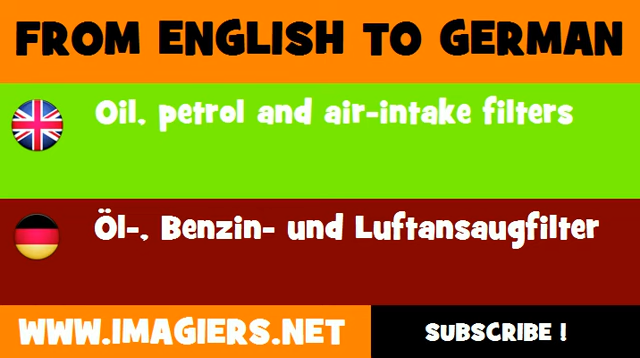 FROM ENGLISH TO GERMAN
Oil, petrol and air-intake filters
Öl-, Benzin- und Luftansaugfilter
WWW.IMAGIERS.NET
SUBSCRIBE !